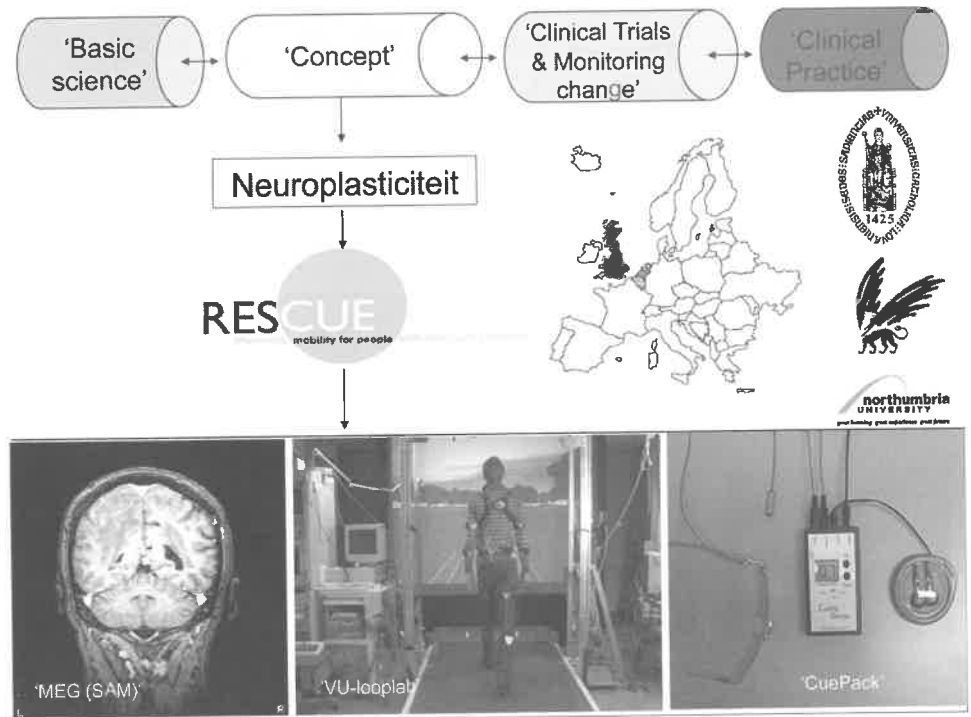 'Basic
science'
'Concept'
'Clinical Trials
& Monitoring
change'
'Clinical
Practice'
Neuroplasticiteit
RESCUE
mobility for people
1425
northumbria
UNIVERSITY
'MEG (SAM)'
L
R
'VU-looplab
'CuePack'